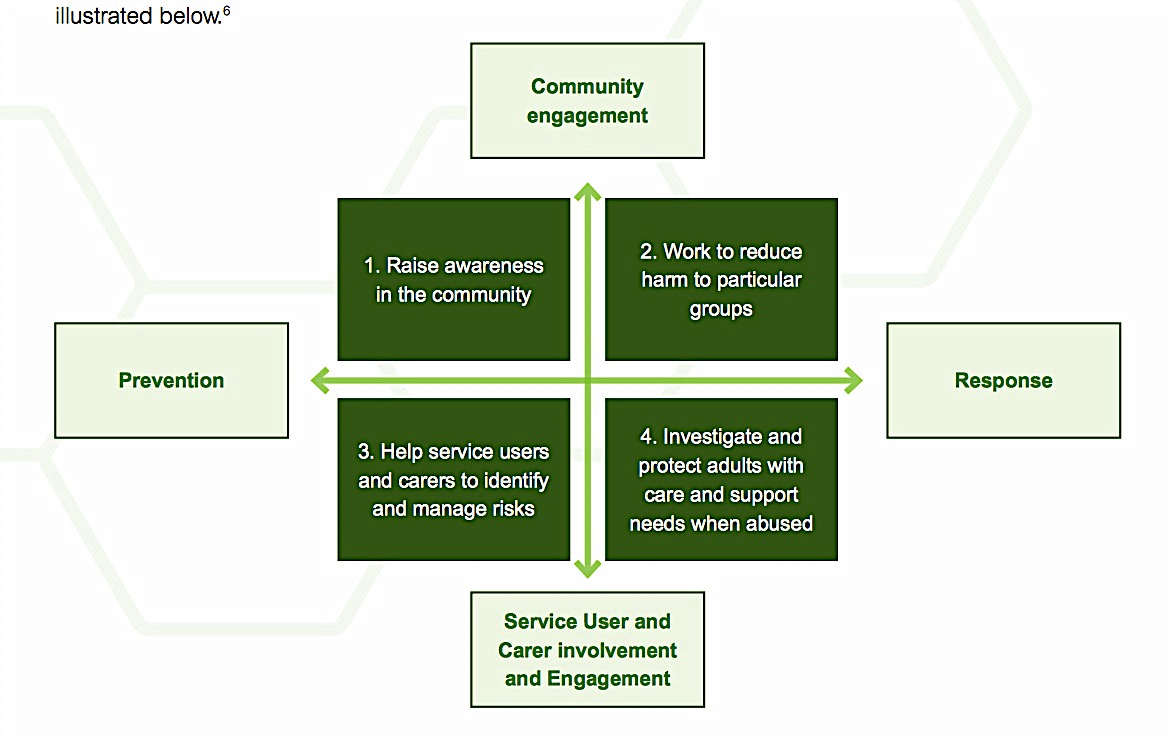 illustrated below.⁶
Community
engagement
1. Raise awareness
in the community
2. Work to reduce
harm to particular
groups
Prevention
Response
3. Help service users
and carers to identify
and manage risks
4. Investigate and
protect adults with
care and support
needs when abused
Service User and
Carer involvement
and Engagement